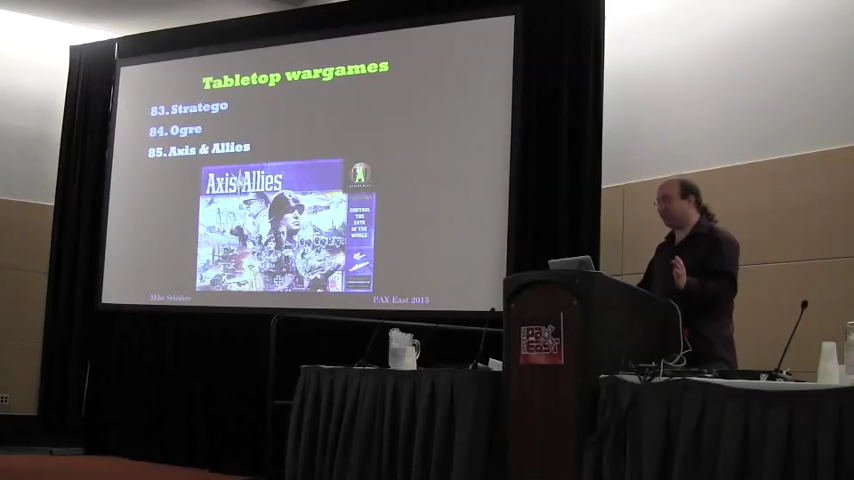 Tabletop wargames
83. Stratego
84. Ogre
85. Axis & Allies
Axis & Allies
CONTROL
THE
FATE
OF THE
WORLD
PAX East 2015
Mike
pax
EAST